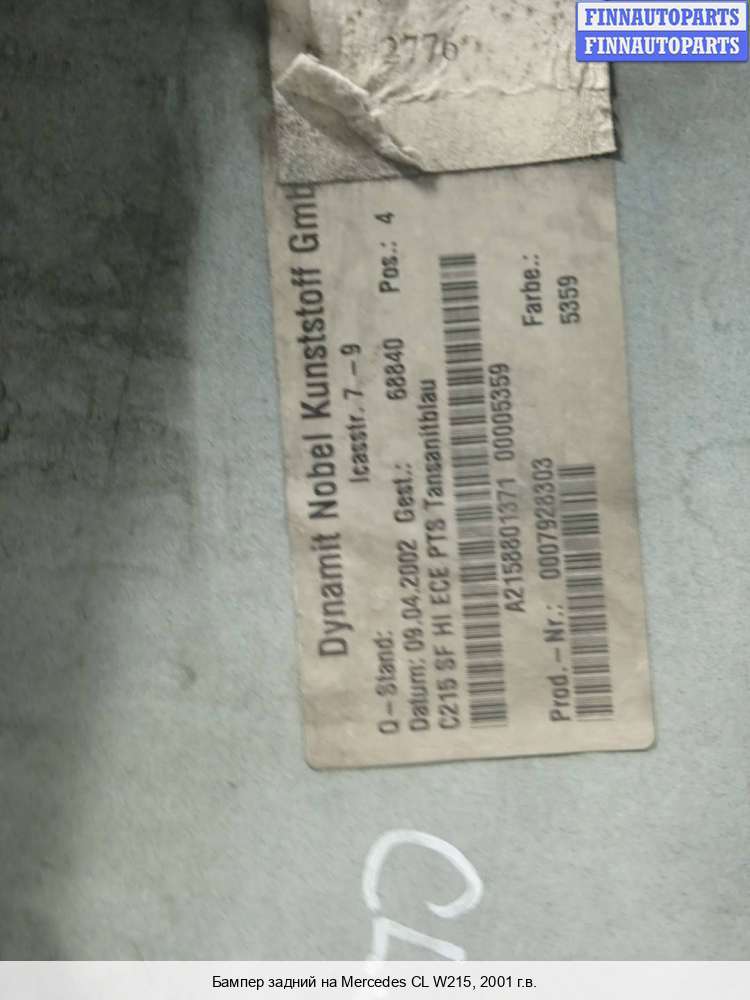 FINNAUTOPARTS
FINNAUTOPARTS
2776
Dynamit Nobel Kunststoff Gmb
Icasstr. 7 – 9
Q – Stand: 68840 Pos.: 4
Datum: 09.04.2002 Gest.:
C215 SF HI ECE PTS Tansanitblau
A2158801371 00005359
Farbe.:
Prod. – Nr.: 0007928303 5359
CL
Бампер задний на Mercedes CL W215, 2001 г.в.